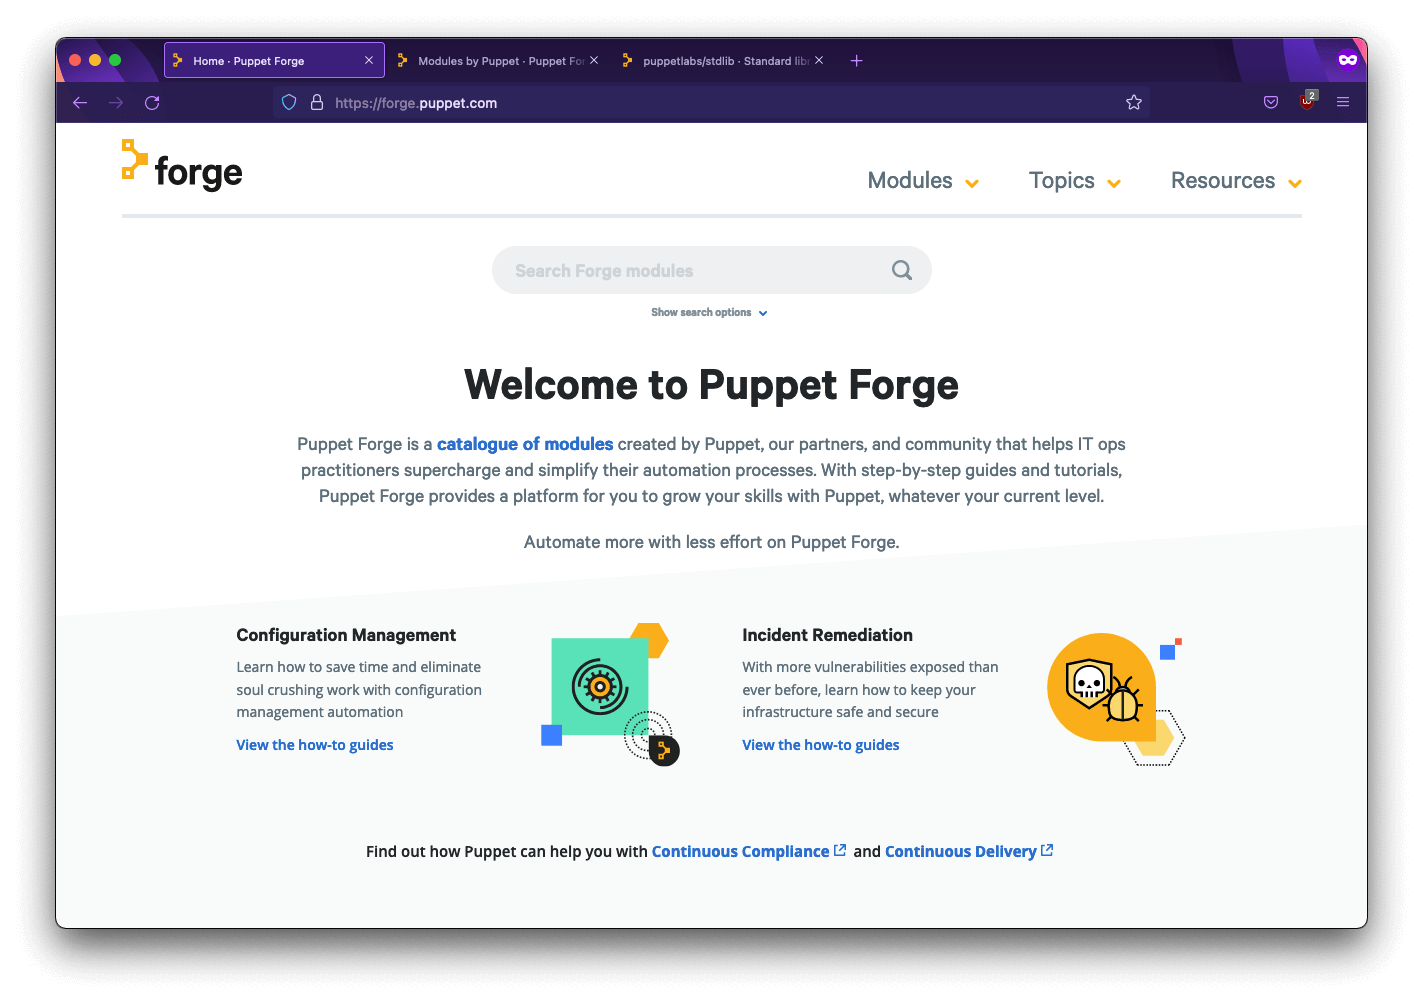 Home · Puppet Forge
Modules by Puppet · Puppet For
puppetlabs/stdlib · Standard libr
https://forge.puppet.com
2
forge
Modules
Topics
Resources
Search Forge modules
Show search options
Welcome to Puppet Forge
Puppet Forge is a catalogue of modules created by Puppet, our partners, and community that helps IT ops
practitioners supercharge and simplify their automation processes. With step-by-step guides and tutorials,
Puppet Forge provides a platform for you to grow your skills with Puppet, whatever your current level.
Automate more with less effort on Puppet Forge.
Configuration Management
Learn how to save time and eliminate
soul crushing work with configuration
management automation
View the how-to guides
Incident Remediation
With more vulnerabilities exposed than
ever before, learn how to keep your
infrastructure safe and secure
View the how-to guides
Find out how Puppet can help you with Continuous Compliance and Continuous Delivery